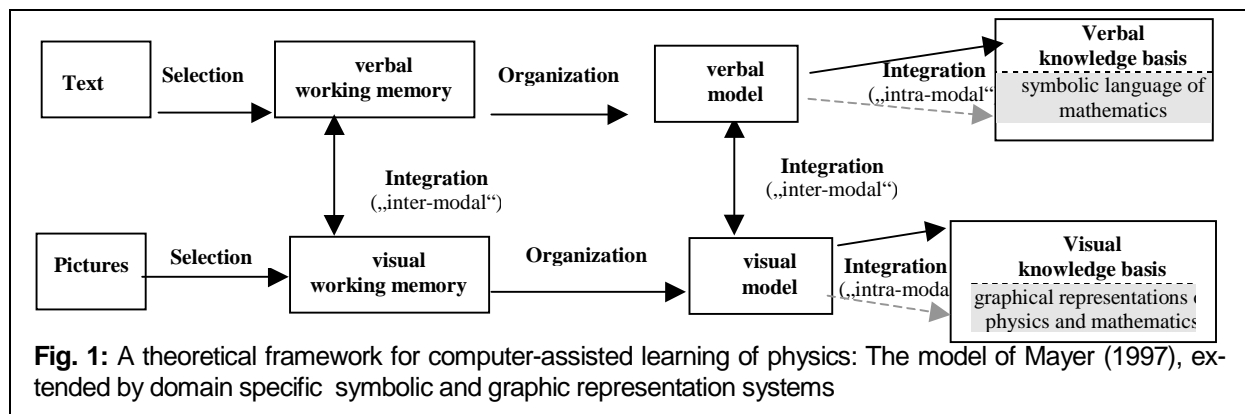 Text
Selection
verbal
working memory
Organization
verbal
model
Integration
(„intra-modal“
Verbal
knowledge basis
symbolic language of
mathematics
Integration
(„inter-modal“)
Integration
(„inter-modal“)
Pictures
Selection
visual
working memory
Organization
visual
model
Integration
(„intra-moda
Visual
knowledge basis
graphical representations
physics and mathematics
Fig. 1: A theoretical framework for computer-assisted learning of physics: The model of Mayer (1997), ex-
tended by domain specific symbolic and graphic representation systems